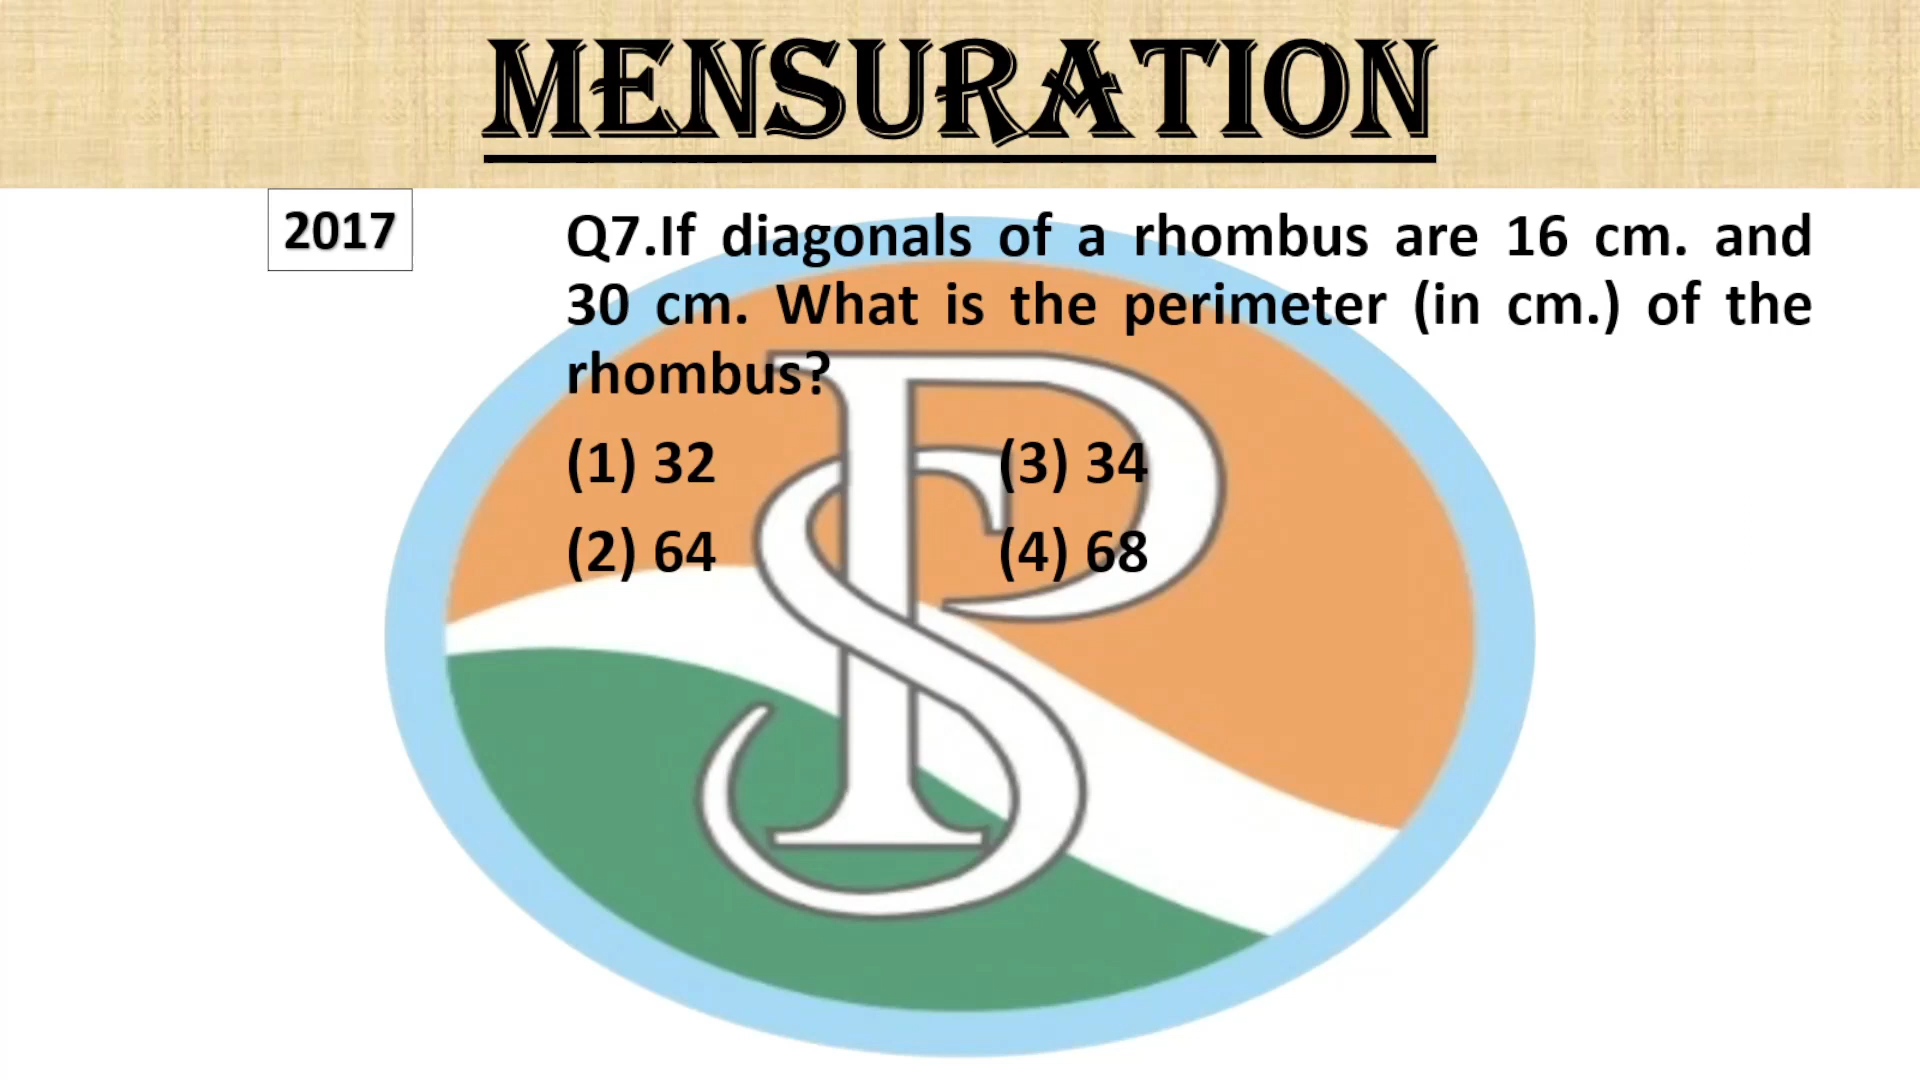 MENSURATION
2017
Q7.If diagonals of a rhombus are 16 cm. and
30 cm. What is the perimeter (in cm.) of the
rhombus?
(1) 32 (3) 34
(2) 64 (4) 68